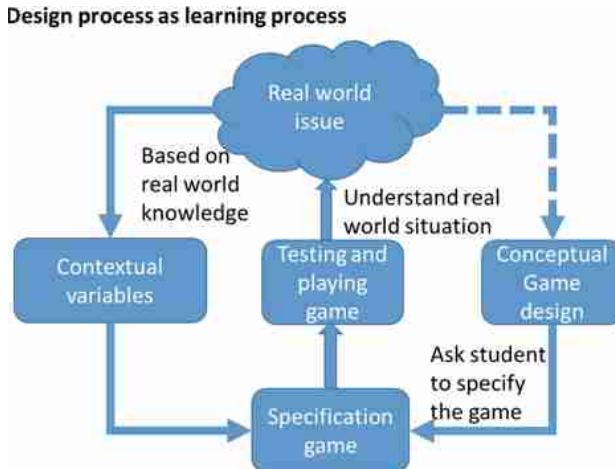 Design process as learning process
Real world
issue
Based on
real world
knowledge
Understand real
world situation
Contextual
variables
Testing and
playing
game
Conceptual
Game
design
Ask student
to specify
the game
Specification
game